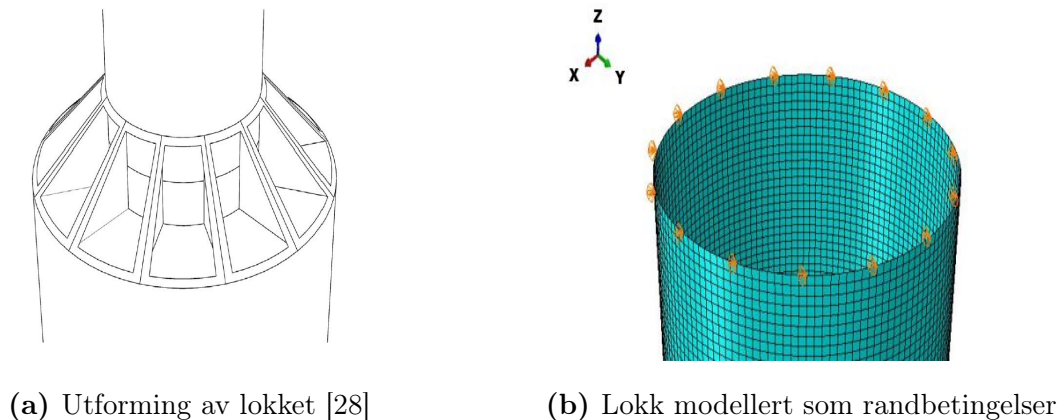 Z
X Y
(a) Utforming av lokket [28]
(b) Lokk modellert som randbetingelser